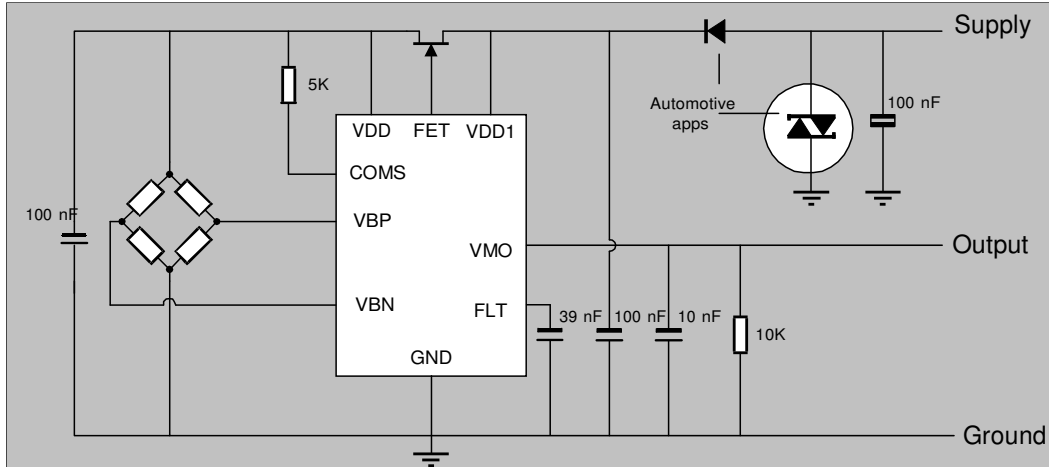 Supply
5K
Automotive
apps
100 nF
VDD FET VDD1
COMS
100 nF
VBP
VMO
Output
VBN
FLT
39 nF
100 nF
10 nF
10K
GND
Ground